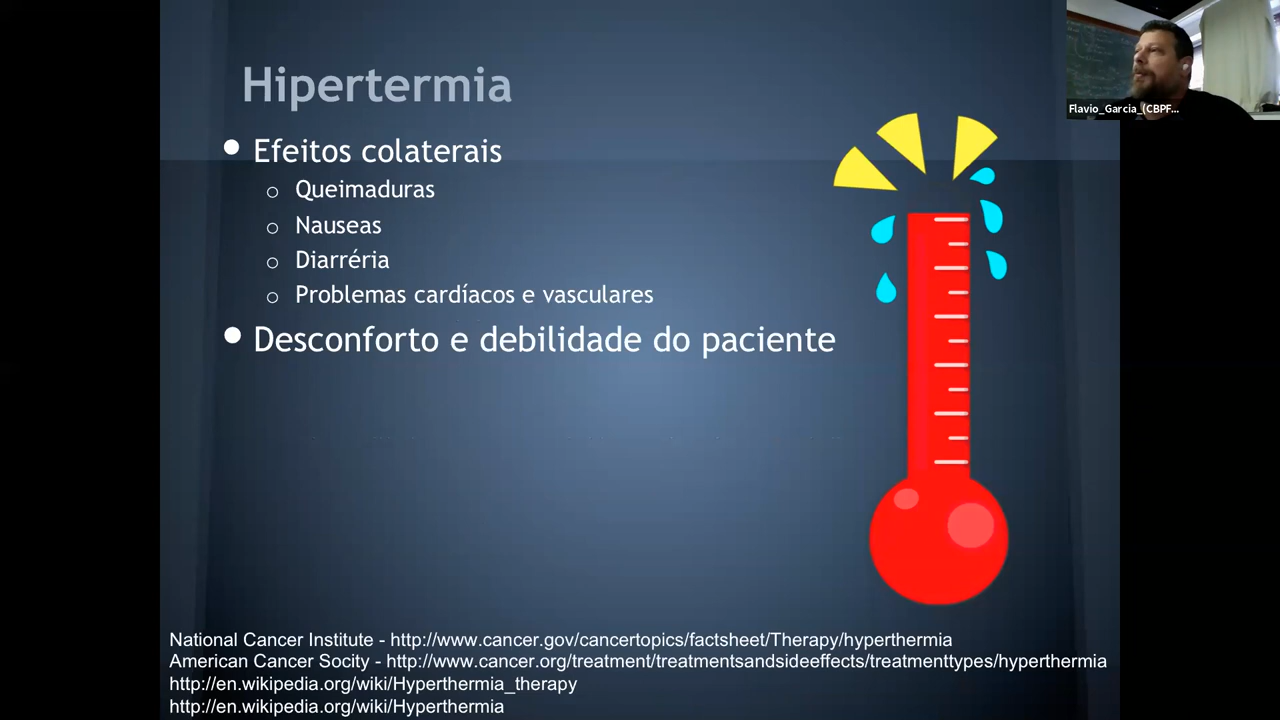 Hipertermia
Efeitos colaterais
Queimaduras
Nauseas
Diarréria
Problemas cardíacos e vasculares
Desconforto e debilidade do paciente
National Cancer Institute - http://www.cancer.gov/cancertopics/factsheet/Therapy/hyperthermia
American Cancer Socity - http://www.cancer.org/treatment/treatmentsandsideeffects/treatmenttypes/hyperthermia
http://en.wikipedia.org/wiki/Hyperthermia_therapy
http://en.wikipedia.org/wiki/Hyperthermia
Flavio_Garcia_(CBPF...